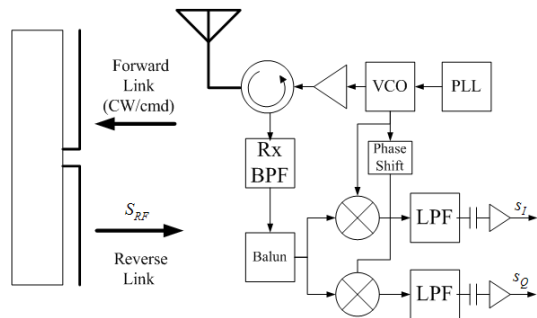 Forward
Link
(CW/cmd)
S_RF
Reverse
Link
VCO
PLL
Phase
Shift
Rx
BPF
Balun
LPF
s_I
LPF
s_Q